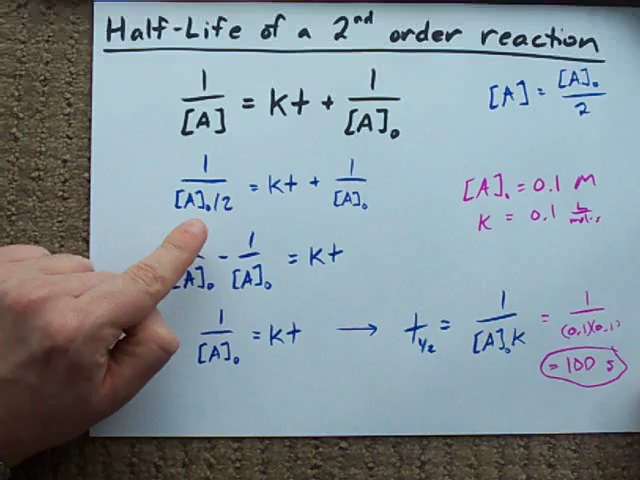 Half-Life of a 2nd order reaction
1/[A] = kt + 1/[A]₀
[A] = [A]₀/2
1/[A]₀/2 = kt + 1/[A]₀
[A]₀ = 0.1 M
k = 0.1 L/mol·s
[A]₀ - 1/[A]₀ = kt
1/[A]₀ = kt → t½ = 1/[A]₀k = 1/(0.1)(0.1)
= 100 s